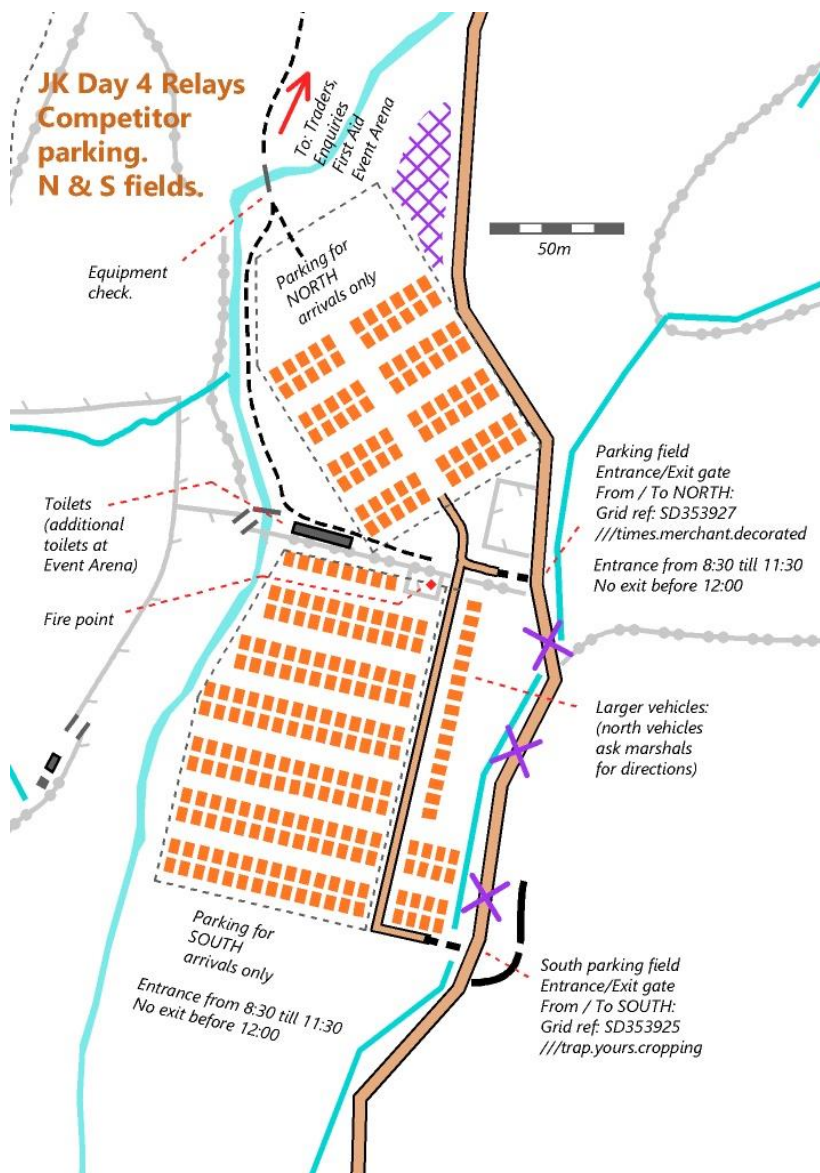 JK Day 4 Relays
Competitor
parking.
N & S fields.
To: Traders,
Enquiries
First Aid
Event Arena
50m
Equipment
check.
Parking for
NORTH
arrivals only
Parking field
Entrance/Exit gate
From / To NORTH:
Grid ref: SD353927
///times.merchant.decorated
Entrance from 8:30 till 11:30
No exit before 12:00
Toilets
(additional
toilets at
Event Arena)
Fire point
Larger vehicles:
(north vehicles
ask marshals
for directions)
Parking for
SOUTH
arrivals only
Entrance from 8:30 till 11:30
No exit before 12:00
South parking field
Entrance/Exit gate
From / To SOUTH:
Grid ref: SD353925
///trap.yours.cropping